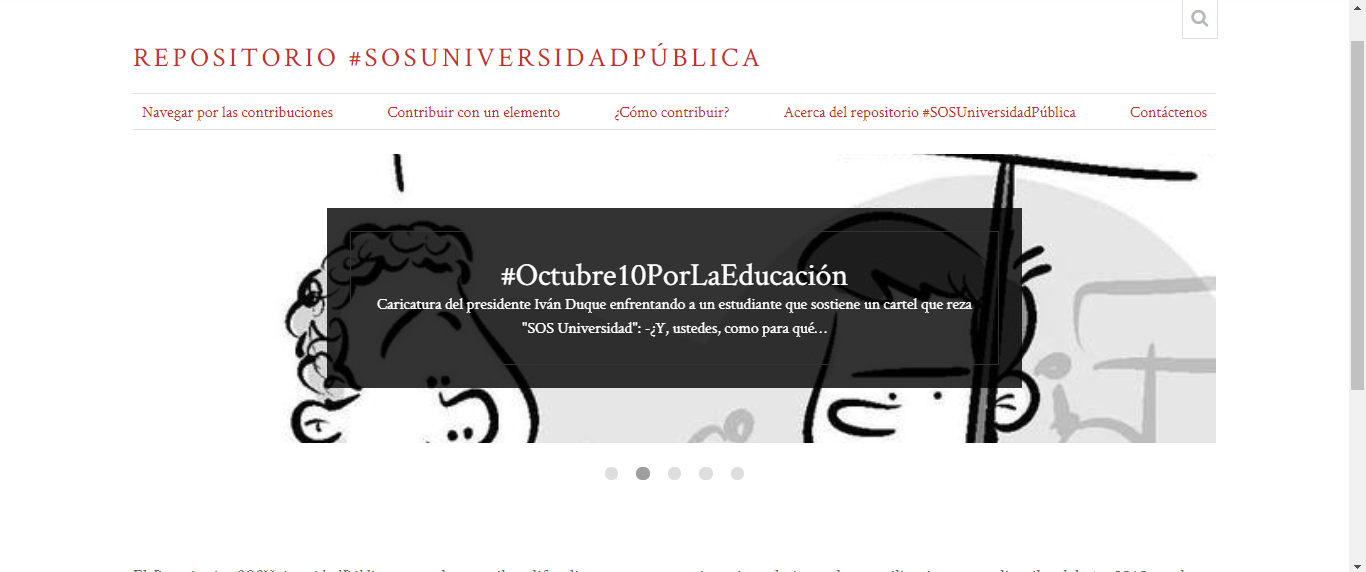 REPOSITORIO #SOSUNIVERSIDADPÚBLICA
Navegar por las contribuciones Contribuir con un elemento ¿Cómo contribuir? Acerca del repositorio #SOSUniversidadPública Contáctenos
#Octubre10PorLaEducación
Caricatura del presidente Iván Duque enfrentando a un estudiante que sostiene un cartel que reza
"SOS Universidad": -¿Y, ustedes, como para qué…